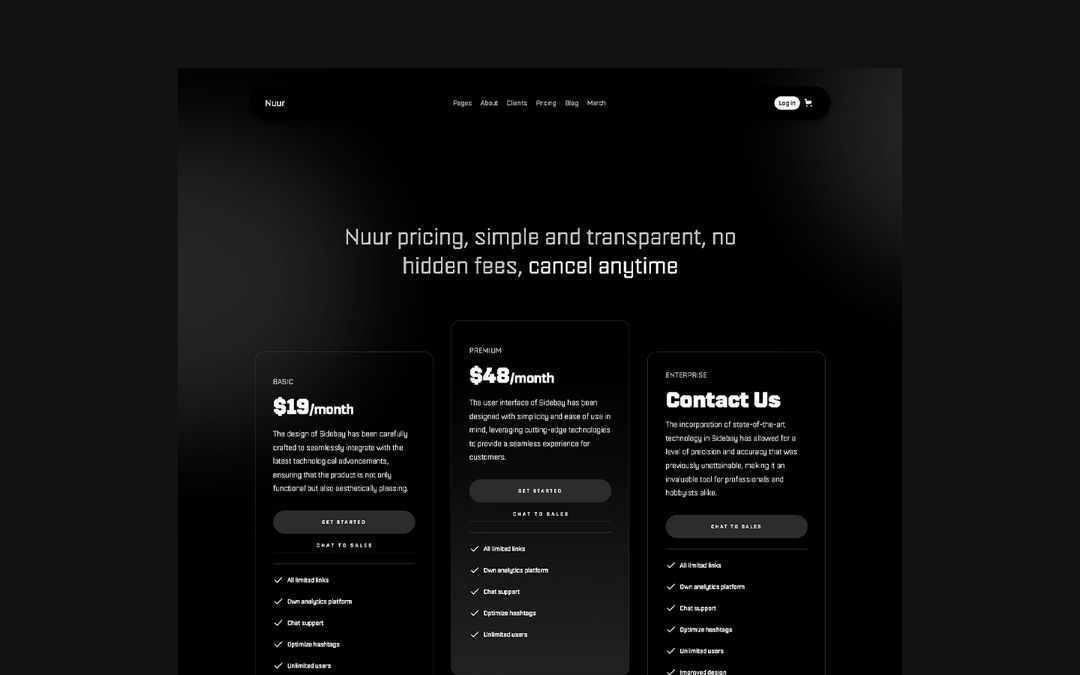 Nuur
Pages About Clients Pricing Blog Merch
Log in
Nuur pricing, simple and transparent, no
hidden fees, cancel anytime
BASIC
$19/month
The design of Sidebay has been carefully
crafted to seamlessly integrate with the
latest technological advancements,
ensuring that the product is not only
functional but also aesthetically pleasing.
GET STARTED
CHAT TO SALES
All limited links
Own analytics platform
Chat support
Optimize hashtags
Unlimited users
PREMIUM
$48/month
The user interface of Sidebay has been
designed with simplicity and ease of use in
mind, leveraging cutting-edge technologies
to provide a seamless experience for
customers.
GET STARTED
CHAT TO SALES
All limited links
Own analytics platform
Chat support
Optimize hashtags
Unlimited users
ENTERPRISE
Contact Us
The incorporation of state-of-the-art
technology in Sidebay has allowed for a
level of precision and accuracy that was
previously unattainable, making it an
invaluable tool for professionals and
hobbyists alike.
CHAT TO SALES
All limited links
Own analytics platform
Chat support
Optimize hashtags
Unlimited users
Improved design